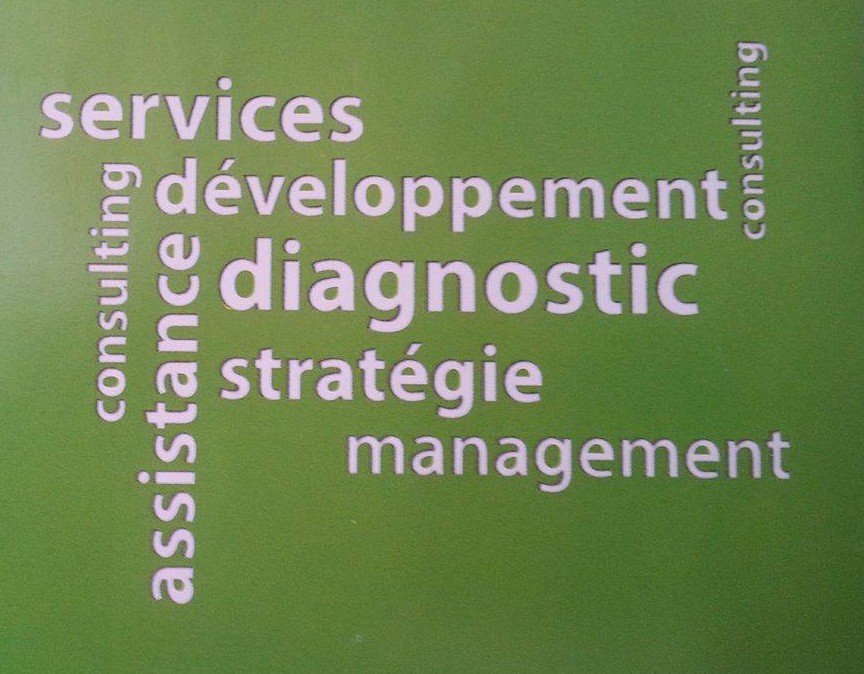 services
consulting
développement
consulting
assistance
diagnostic
stratégie
management